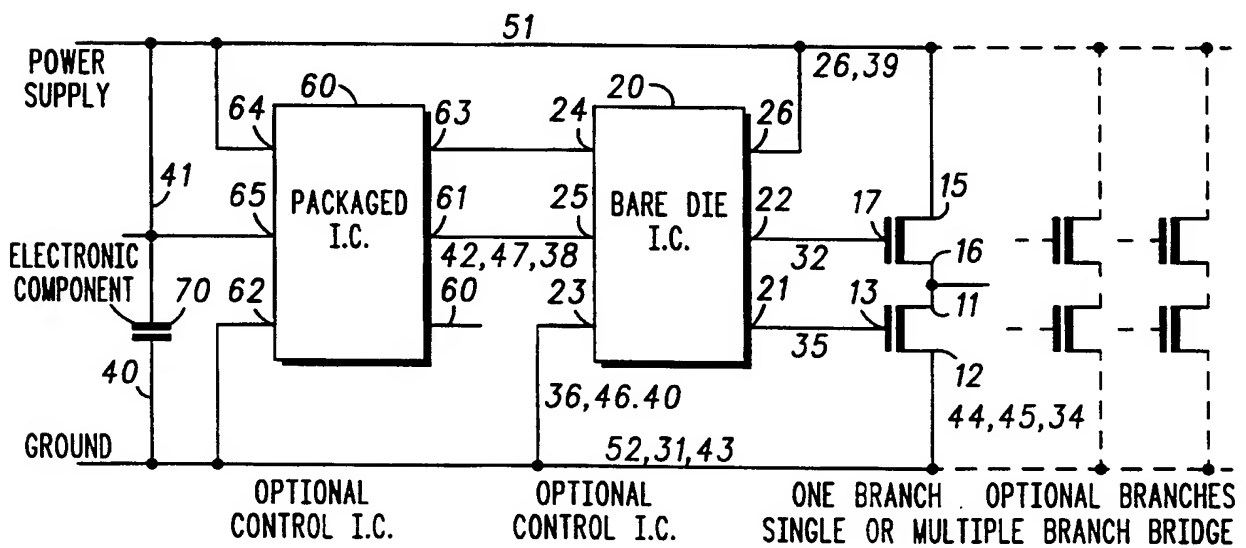 51
POWER
SUPPLY
26,39
60
20
64
63
24
26
41
65
PACKAGED
I.C.
61
25
BARE DIE
I.C.
22
17
15
42,47,38
32
16
ELECTRONIC
COMPONENT
70
62
60
23
21
13
11
35
12
40
36,46.40
44,45,34
GROUND
52,31,43
OPTIONAL
CONTROL I.C.
OPTIONAL
CONTROL I.C.
ONE BRANCH . OPTIONAL BRANCHES
SINGLE OR MULTIPLE BRANCH BRIDGE